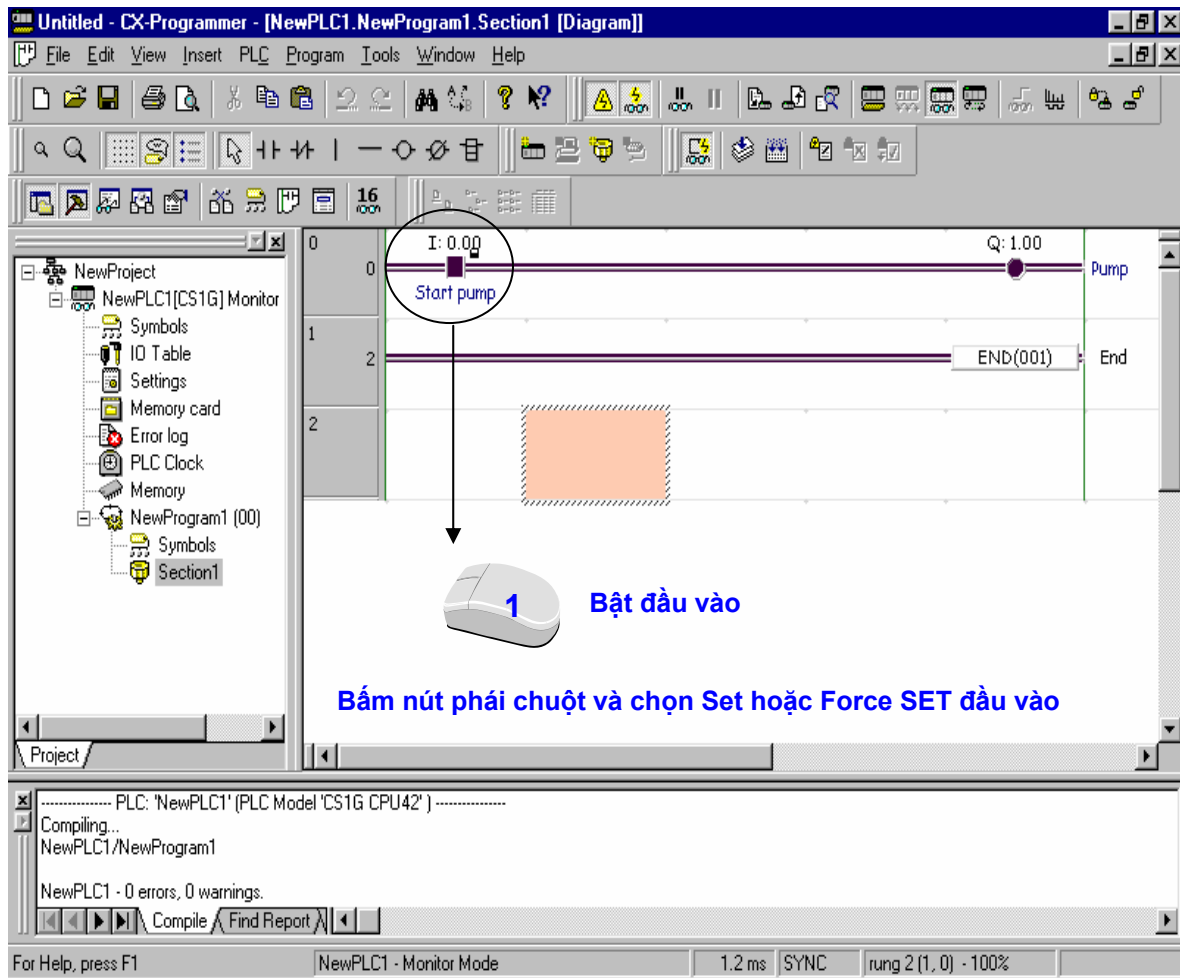 Untitled - CX-Programmer - [NewPLC1.NewProgram1.Section1 [Diagram]]
File Edit View Insert PLC Program Tools Window Help
16
NewProject
NewPLC1[CS1G] Monitor
Symbols
IO Table
Settings
Memory card
Error log
PLC Clock
Memory
NewProgram1 (00)
Symbols
Section1
Project
0
0
I: 0.00
Start pump
Q: 1.00
Pump
1
2
END(001)
End
2
1
Bật đầu vào
Bấm nút phái chuột và chọn Set hoặc Force SET đầu vào
---------------- PLC: 'NewPLC1' (PLC Model 'CS1G CPU42' ) ----------------
Compiling...
NewPLC1/NewProgram1
NewPLC1 - 0 errors, 0 warnings.
Compile Find Report
For Help, press F1 NewPLC1 - Monitor Mode 1.2 ms SYNC rung 2 (1, 0) - 100%